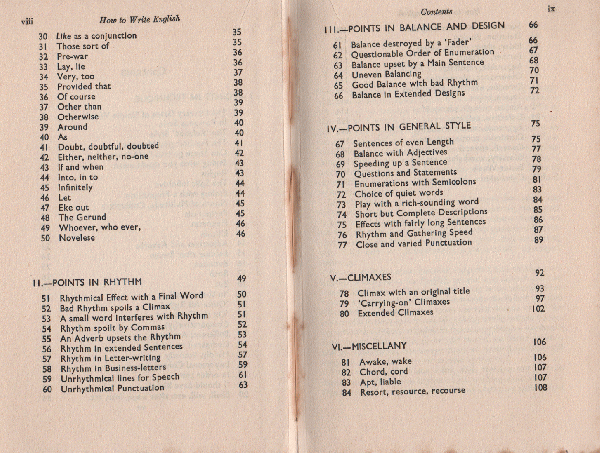 viii How to Write English
30 Like as a conjunction 35
31 Those sort of 35
32 Pre-war 35
33 Lay, lie 36
34 Very, too 37
35 Provided that 38
36 Of course 38
37 Other than 39
38 Otherwise 39
39 Around 40
40 As 40
41 Doubt, doubtful, doubted 41
42 Either, neither, no-one 42
43 If and when 43
44 Into, in to 43
45 Infinitely 44
46 Let 44
47 Eke out 45
48 The Gerund 45
49 Whoever, who ever, 46
50 Novelese 46
II.—POINTS IN RHYTHM 49
51 Rhythmical Effect with a Final Word 50
52 Bad Rhythm spoils a Climax 51
53 A small word interferes with Rhythm 51
54 Rhythm spoilt by Commas 52
55 An Adverb upsets the Rhythm 53
56 Rhythm in extended Sentences 54
57 Rhythm in Letter-writing 57
58 Rhythm in Business-letters 59
59 Unrhythmical lines for Speech 61
60 Unrhythmical Punctuation 63
Contents ix
III.—POINTS IN BALANCE AND DESIGN 66
61 Balance destroyed by a 'Fader' 66
62 Questionable Order of Enumeration 67
63 Balance upset by a Main Sentence 68
64 Uneven Balancing 70
65 Good Balance with bad Rhythm 71
66 Balance in Extended Designs 72
IV.—POINTS IN GENERAL STYLE 75
67 Sentences of even Length 75
68 Balance with Adjectives 77
69 Speeding up a Sentence 78
70 Questions and Statements 79
71 Enumerations with Semicolons 81
72 Choice of quiet words 83
73 Play with a rich-sounding word 84
74 Short but Complete Descriptions 85
75 Effects with fairly long Sentences 86
76 Rhythm and Gathering Speed 87
77 Close and varied Punctuation 89
V.—CLIMAXES 92
78 Climax with an original title 93
79 'Carrying-on' Climaxes 97
80 Extended Climaxes 102
VI.—MISCELLANY 106
81 Awake, wake 106
82 Chord, cord 107
83 Apt, liable 107
84 Resort, resource, recourse 108